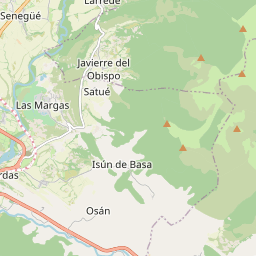 Larrede
Senegüé
Javierre del
Obispo
Satué
Las Margas
Isún de Basa
Osán